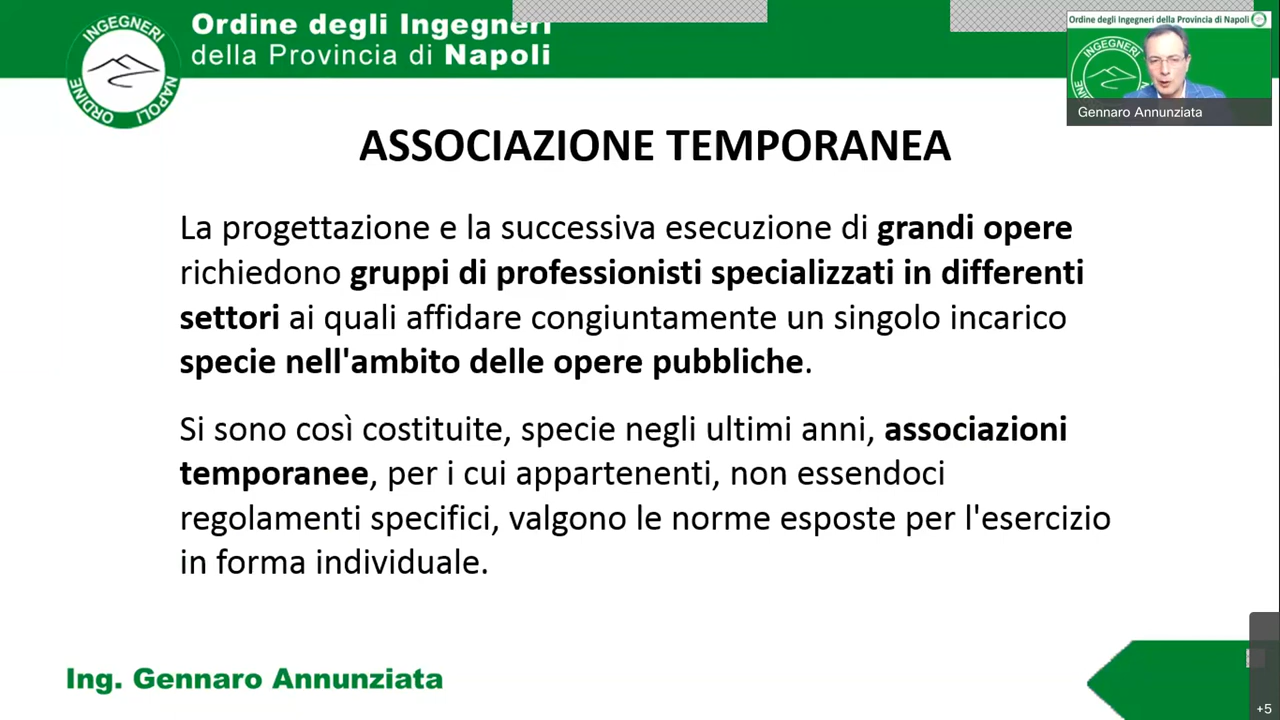 Ordine degli Ingegneri
della Provincia di Napoli
INGEGNERI
ORDINE
NAPOLI
Ordine degli Ingegneri della Provincia di Napoli
INGEGNERI
Gennaro Annunziata
ASSOCIAZIONE TEMPORANEA
La progettazione e la successiva esecuzione di grandi opere
richiedono gruppi di professionisti specializzati in differenti
settori ai quali affidare congiuntamente un singolo incarico
specie nell'ambito delle opere pubbliche.
Si sono così costituite, specie negli ultimi anni, associazioni
temporanee, per i cui appartenenti, non essendoci
regolamenti specifici, valgono le norme esposte per l'esercizio
in forma individuale.
Ing. Gennaro Annunziata
+5